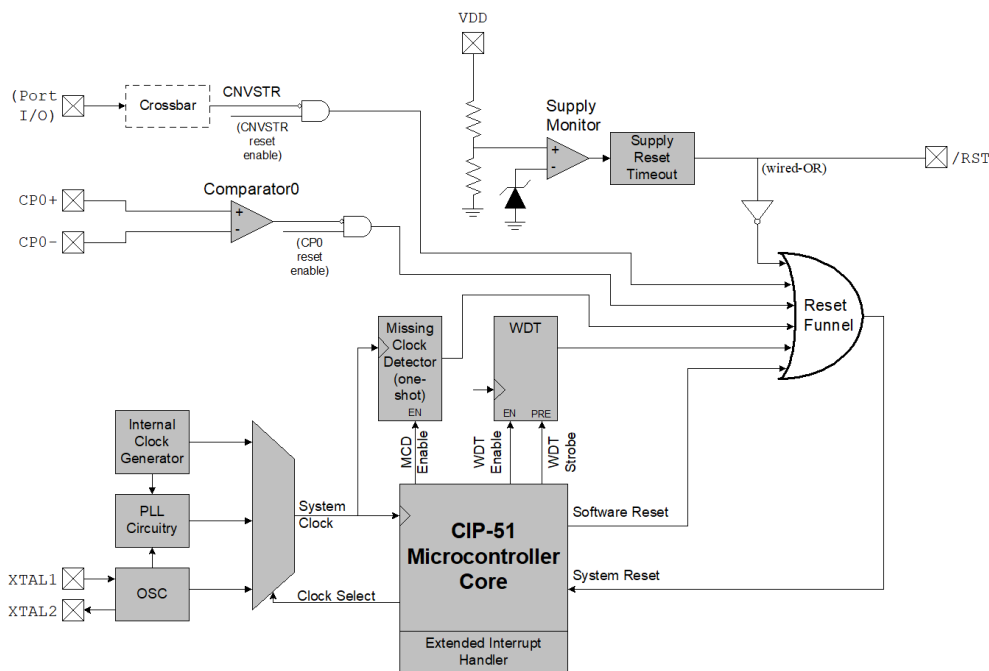 VDD
(Port
I/O)
Crossbar
CNVSTR
(CNVSTR
reset
enable)
Supply
Monitor
+
-
Supply
Reset
Timeout
(wired-OR)
/RST
CP0+
CP0-
Comparator0
+
-
(CP0
reset
enable)
Reset
Funnel
Missing
Clock
Detector
(one-
shot)
EN
WDT
EN
PRE
MCD
Enable
WDT
Enable
WDT
Strobe
Internal
Clock
Generator
PLL
Circuitry
OSC
XTAL1
XTAL2
System
Clock
Clock Select
CIP-51
Microcontroller
Core
Extended Interrupt
Handler
Software Reset
System Reset